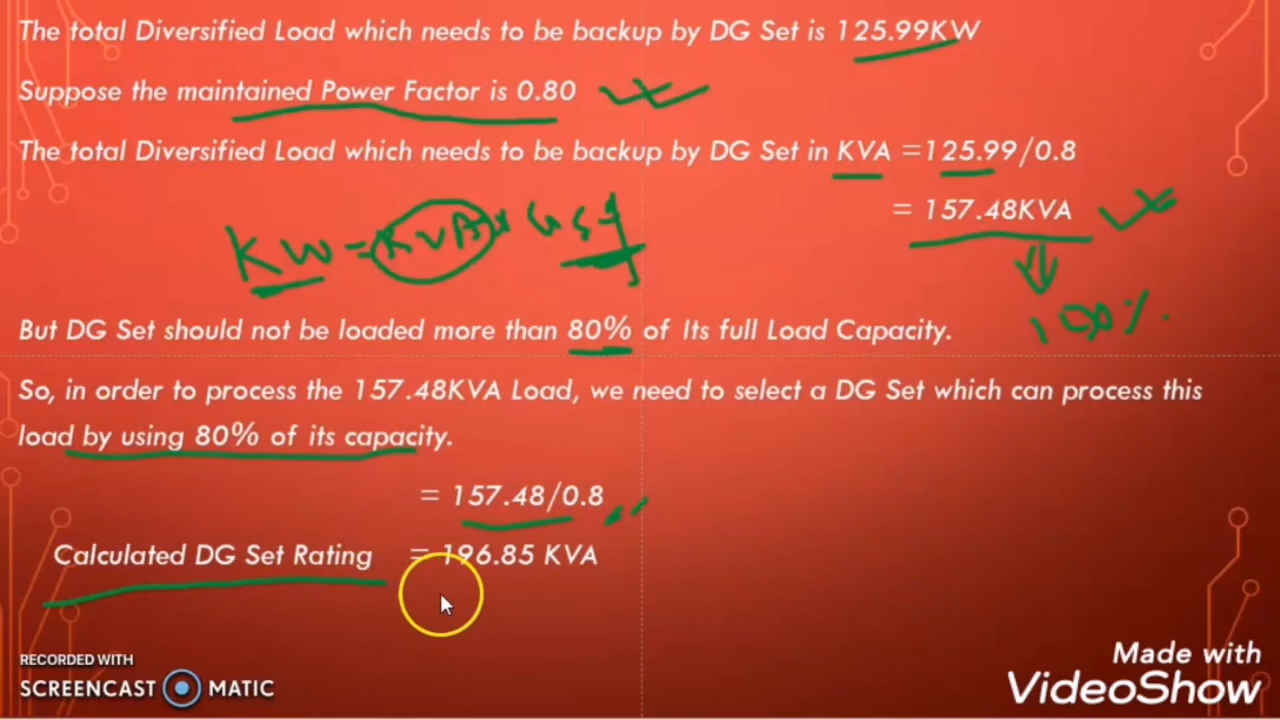 The total Diversified Load which needs to be backup by DG Set is 125.99KW
Suppose the maintained Power Factor is 0.80
The total Diversified Load which needs to be backup by DG Set in KVA =125.99/0.8
= 157.48KVA
KW = KVA x
100%
But DG Set should not be loaded more than 80% of Its full Load Capacity.
So, in order to process the 157.48KVA Load, we need to select a DG Set which can process this
load by using 80% of its capacity.
= 157.48/0.8
Calculated DG Set Rating = 196.85 KVA
RECORDED WITH
SCREENCAST MATIC
Made with
VideoShow